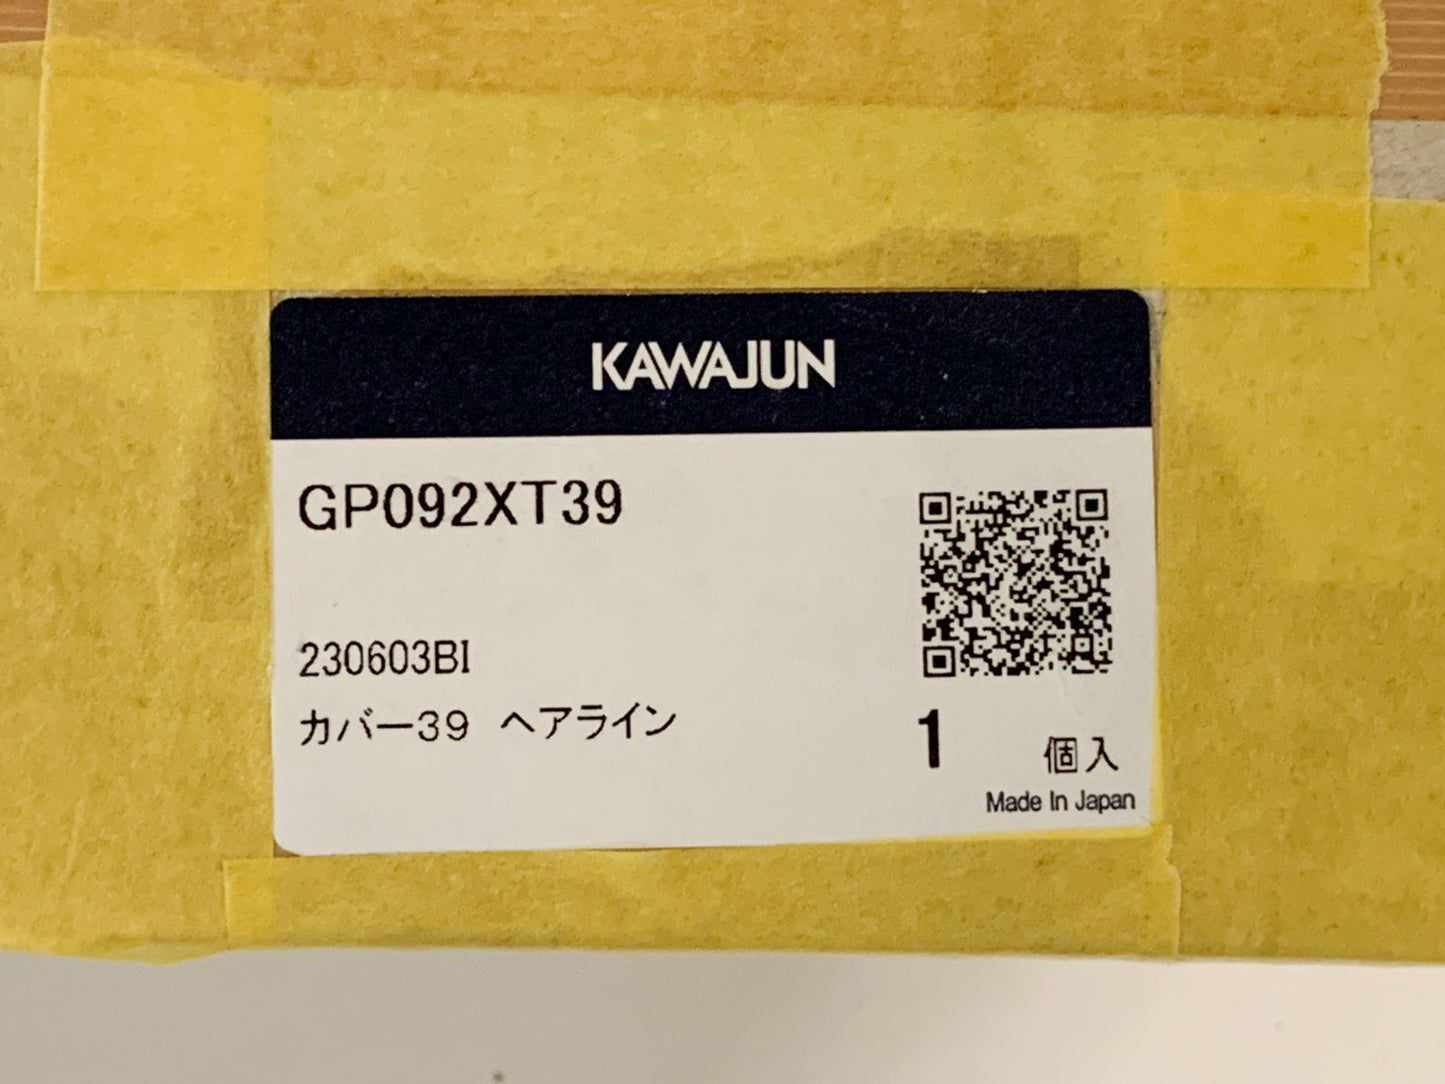 KAWAJUN
GP092XT39
230603BI
カバー39 ヘアライン
1 個入
Made In Japan